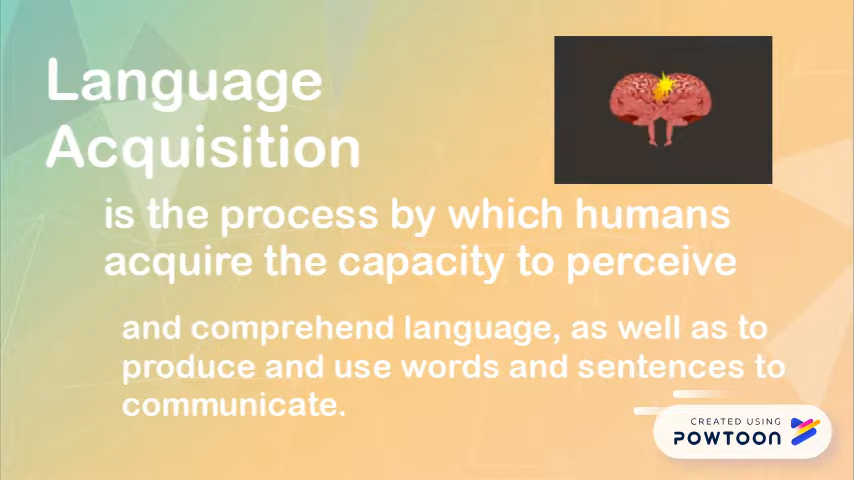 Language
Acquisition
is the process by which humans
acquire the capacity to perceive
and comprehend language, as well as to
produce and use words and sentences to
communicate.
CREATED USING
POWTOON